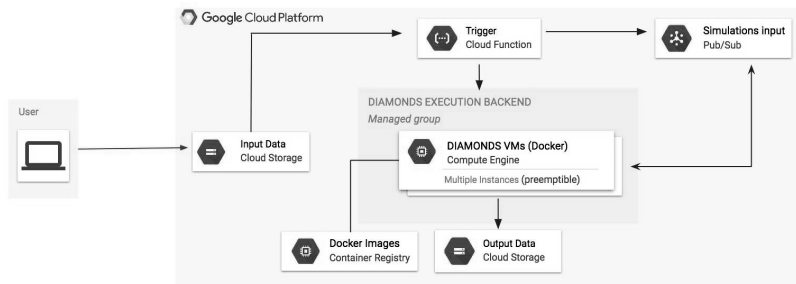 Google Cloud Platform
Trigger
Cloud Function
Simulations input
Pub/Sub
User
DIAMONDS EXECUTION BACKEND
Managed group
Input Data
Cloud Storage
DIAMONDS VMs (Docker)
Compute Engine
Multiple Instances (preemptible)
Docker Images
Container Registry
Output Data
Cloud Storage